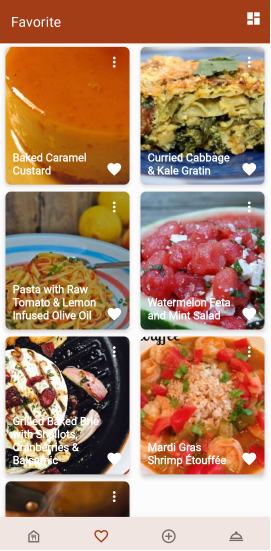 Favorite
Baked Caramel
Custard
Curried Cabbage
& Kale Gratin
Pasta with Raw
Tomato & Lemon
Infused Olive Oil
Watermelon Feta
and Mint Salad
Grilled Baked Brie
with Shallots,
Cranberries &
Balsamic
Mardi Gras
Shrimp Étouffée